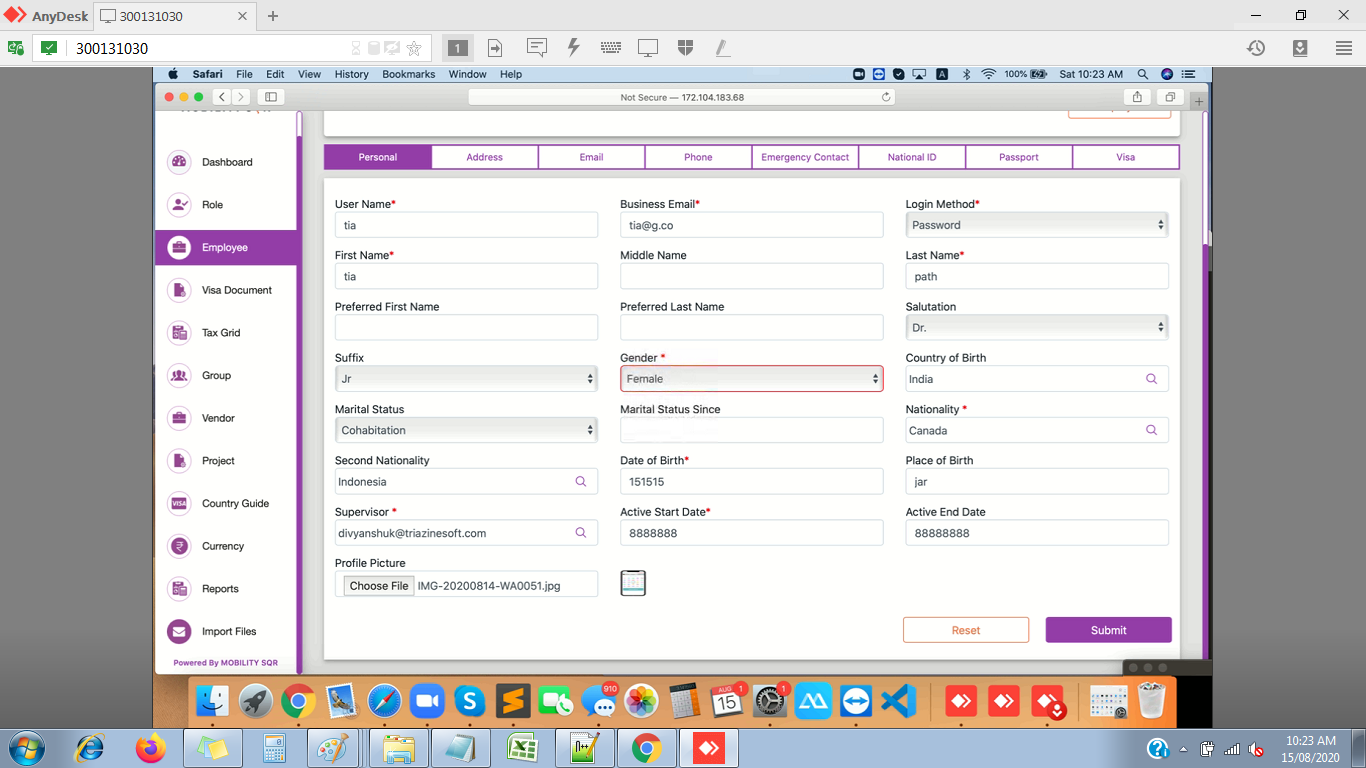 AnyDesk 300131030
300131030
1
Safari File Edit View History Bookmarks Window Help
A 100% Sat 10:23 AM
Not Secure — 172.104.183.68
Personal Address Email Phone Emergency Contact National ID Passport Visa
Dashboard
Role
Employee
Visa Document
Tax Grid
Group
Vendor
Project
Country Guide
Currency
Reports
Import Files
Powered By MOBILITY SQR
User Name* Business Email* Login Method*
tia tia@g.co Password
First Name* Middle Name Last Name*
tia path
Preferred First Name Preferred Last Name Salutation
Dr.
Suffix Gender * Country of Birth
Jr Female India
Marital Status Marital Status Since Nationality *
Cohabitation Canada
Second Nationality Date of Birth* Place of Birth
Indonesia 151515 jar
Supervisor * Active Start Date* Active End Date
divyanshuk@triazinesoft.com 8888888 88888888
Profile Picture
Choose File IMG-20200814-WA0051.jpg
Reset Submit
910 AUG 15 1 1
10:23 AM
15/08/2020